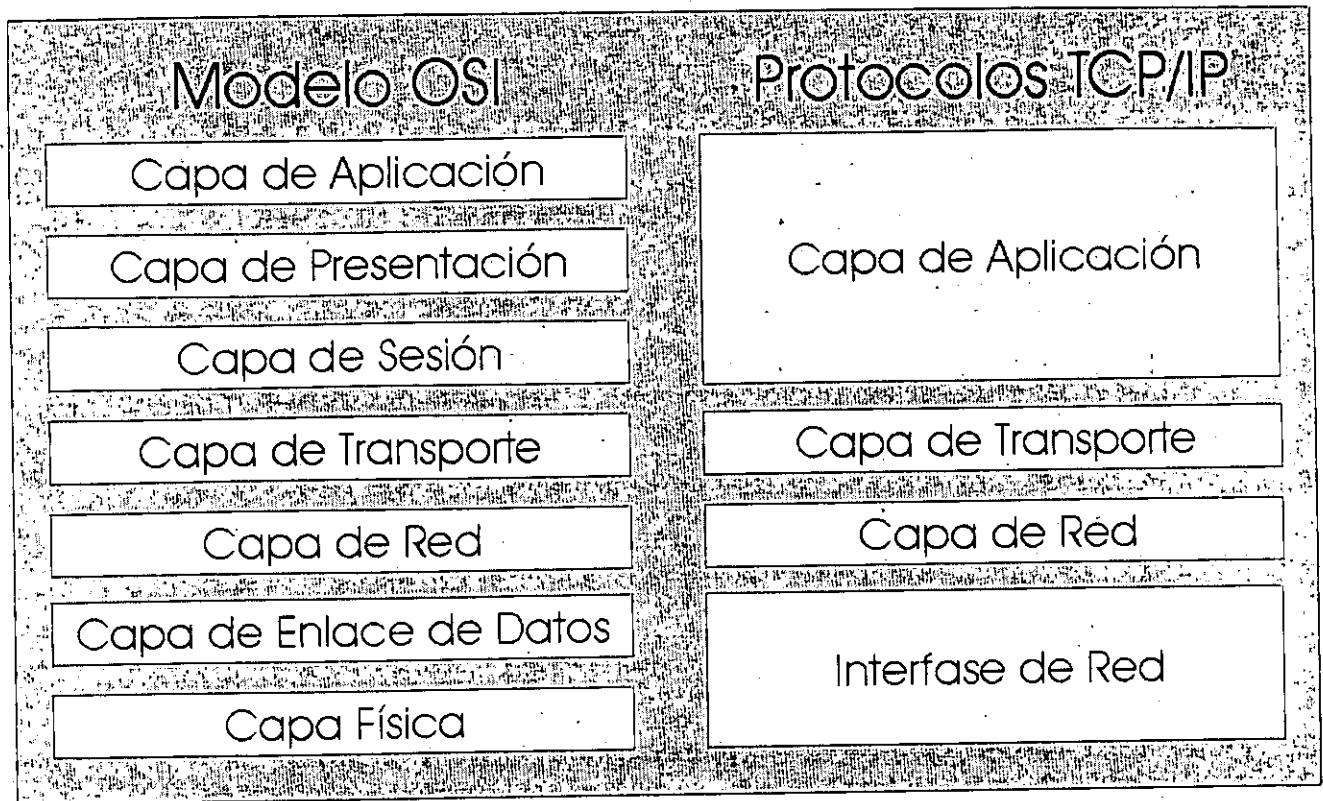 Modelo OSI
Capa de Aplicación
Capa de Presentación
Capa de Sesión
Capa de Transporte
Capa de Red
Capa de Enlace de Datos
Capa Física
Protocolos TCP/IP
Capa de Aplicación
Capa de Transporte
Capa de Red
Interfase de Red